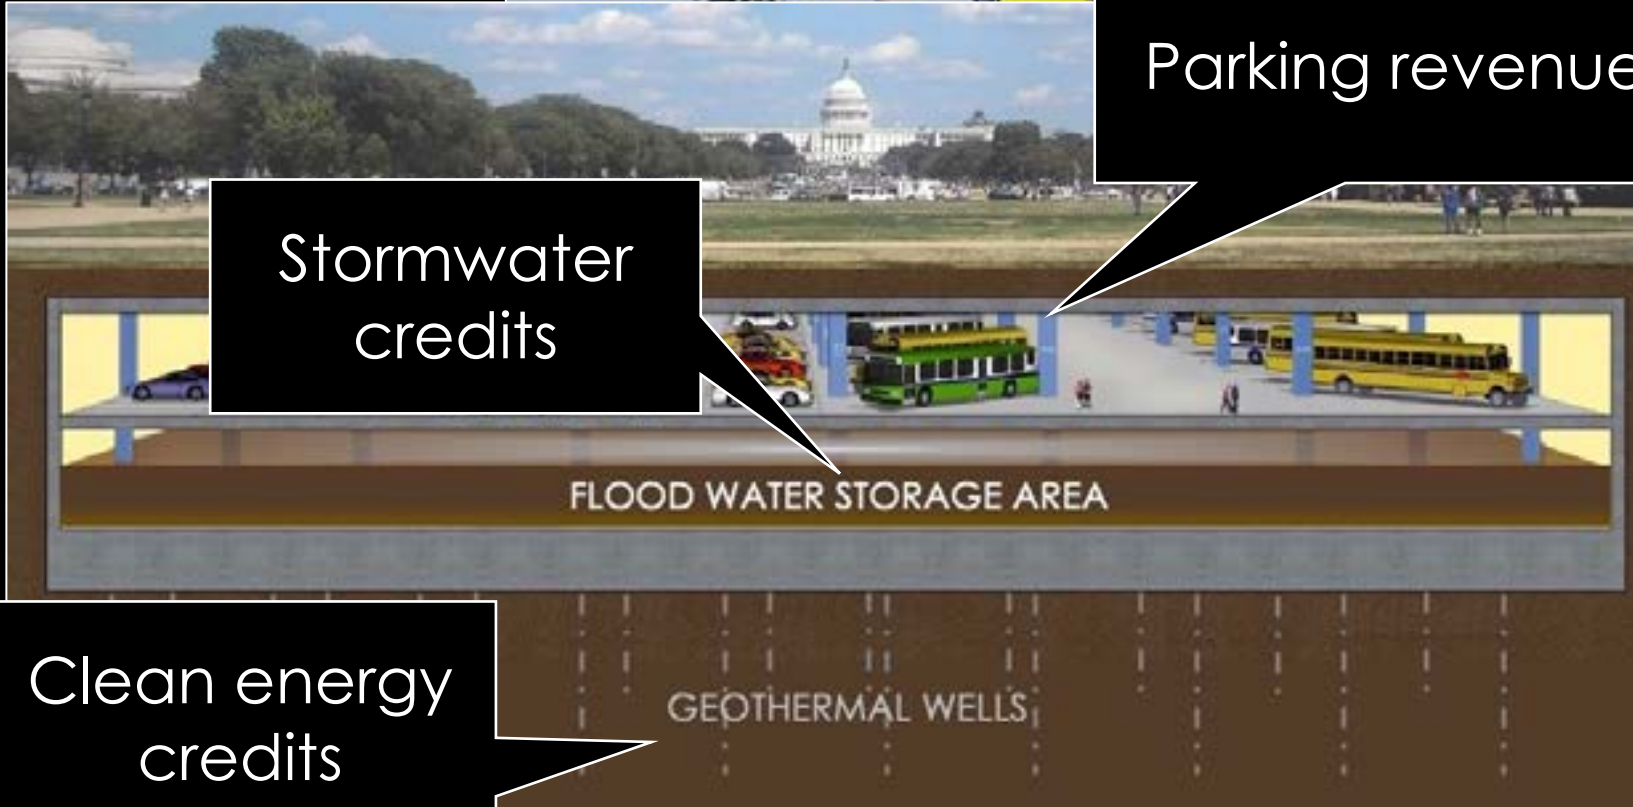 Parking revenue
Stormwater
credits
FLOOD WATER STORAGE AREA
Clean energy
credits
GEOTHERMAL WELLS